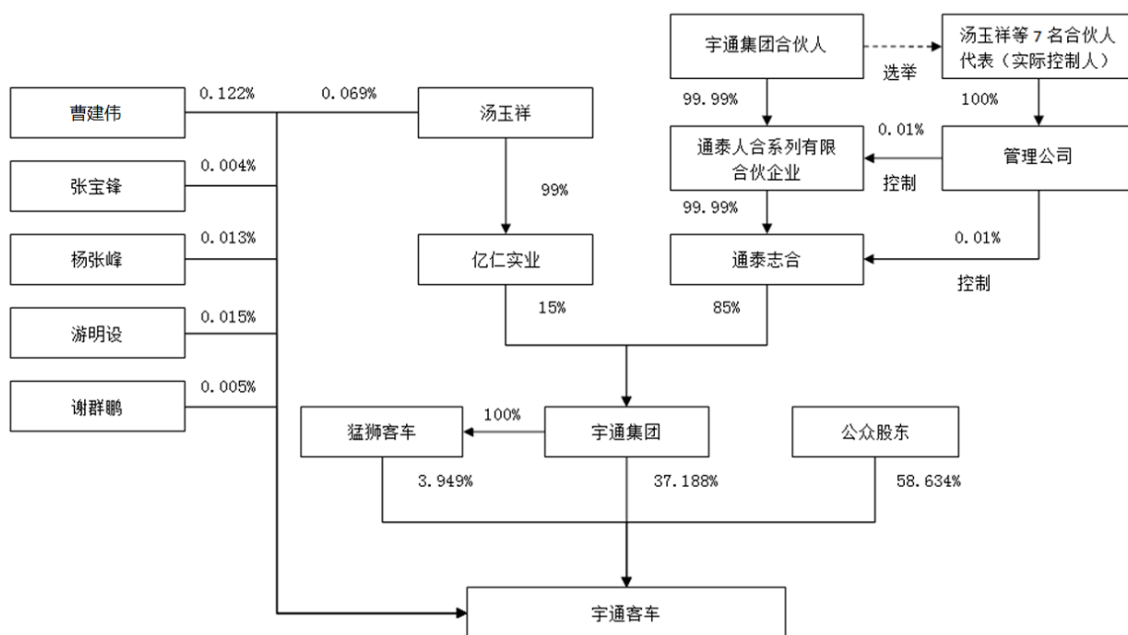 宇通集团合伙人
选举
汤玉祥等 7 名合伙人
代表（实际控制人）
曹建伟
0.122%
0.069%
汤玉祥
99.99%
100%
张宝锋
0.004%
通泰人合系列有限
合伙企业
0.01%
控制
管理公司
99%
99.99%
杨张峰
0.013%
亿仁实业
通泰志合
0.01%
控制
游明设
0.015%
15%
85%
谢群鹏
0.005%
猛狮客车
100%
宇通集团
公众股东
3.949%
37.188%
58.634%
宇通客车